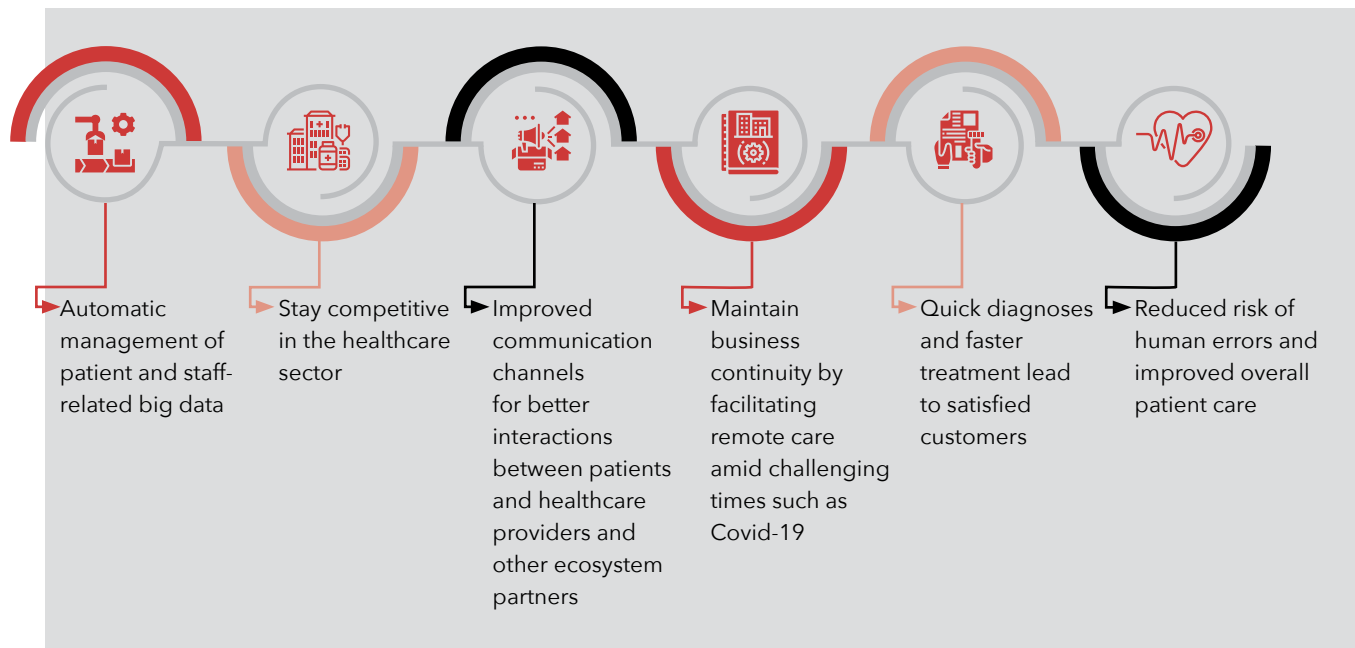 Automatic
management of
patient and staff-
related big data
Stay competitive
in the healthcare
sector
Improved
communication
channels
for better
interactions
between patients
and healthcare
providers and
other ecosystem
partners
Maintain
business
continuity by
facilitating
remote care
amid challenging
times such as
Covid-19
Quick diagnoses
and faster
treatment lead
to satisfied
customers
Reduced risk of
human errors and
improved overall
patient care